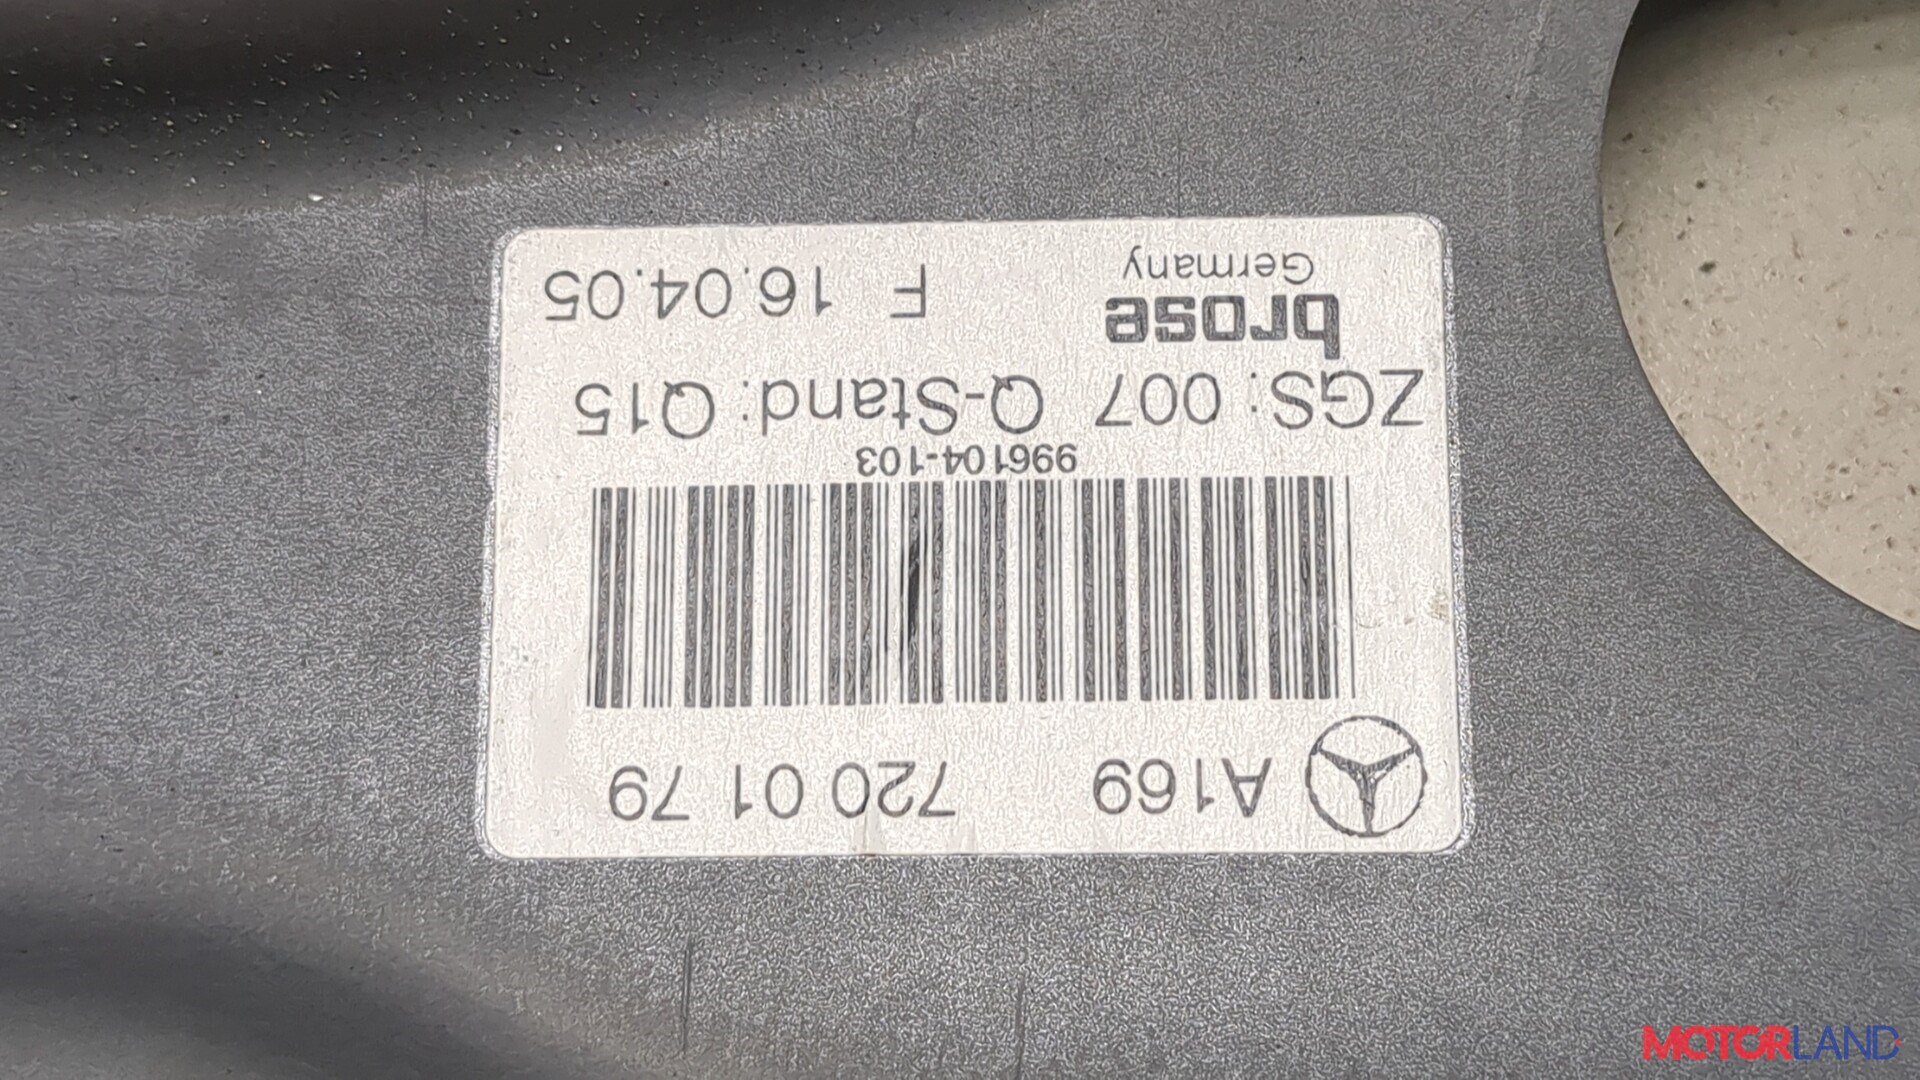 A169 720 01 79
996104-103
ZGS: 007 Q-Stand: Q15
brose F 16.04.05
Germany
MOTORLAND